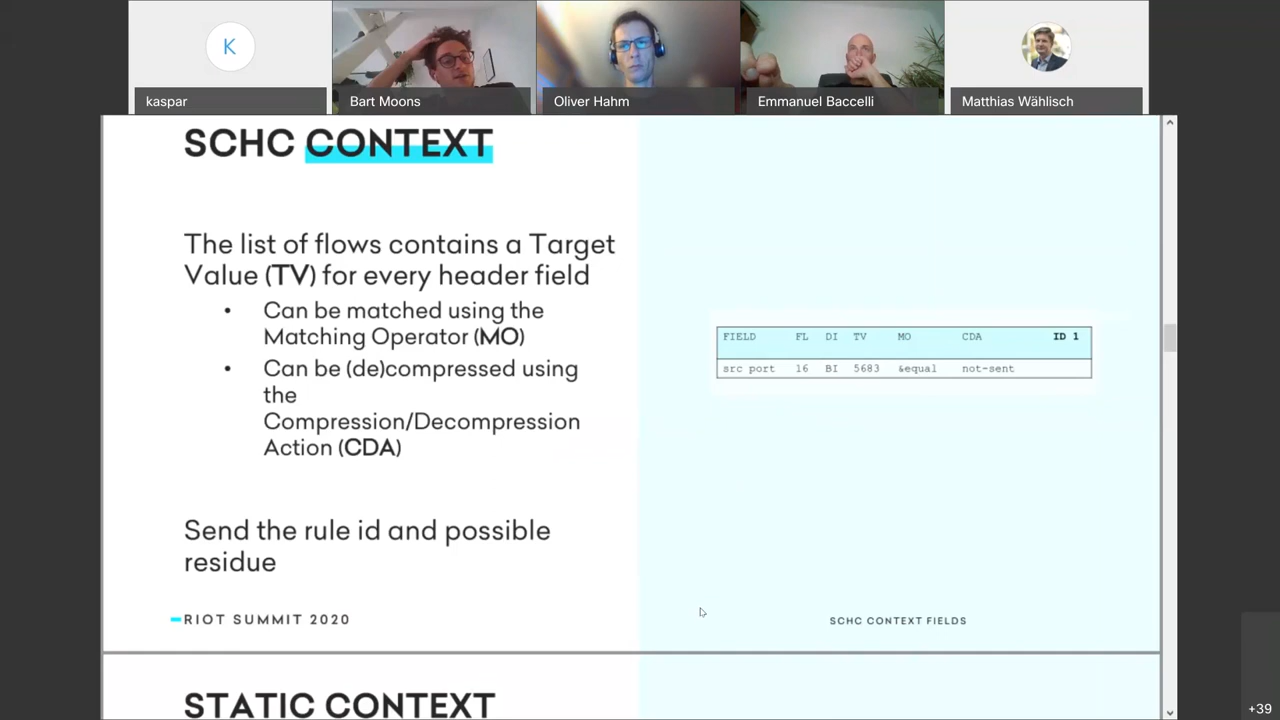 K
kaspar
Bart Moons
Oliver Hahm
Emmanuel Baccelli
Matthias Wählisch
SCHC CONTEXT
The list of flows contains a Target
Value (TV) for every header field
• Can be matched using the
Matching Operator (MO)
• Can be (de)compressed using
the
Compression/Decompression
Action (CDA)
Send the rule id and possible
residue
FIELD FL DI TV MO CDA ID 1
src port 16 BI 5683 &equal not-sent
RIOT SUMMIT 2020
SCHC CONTEXT FIELDS
STATIC CONTEXT
+39